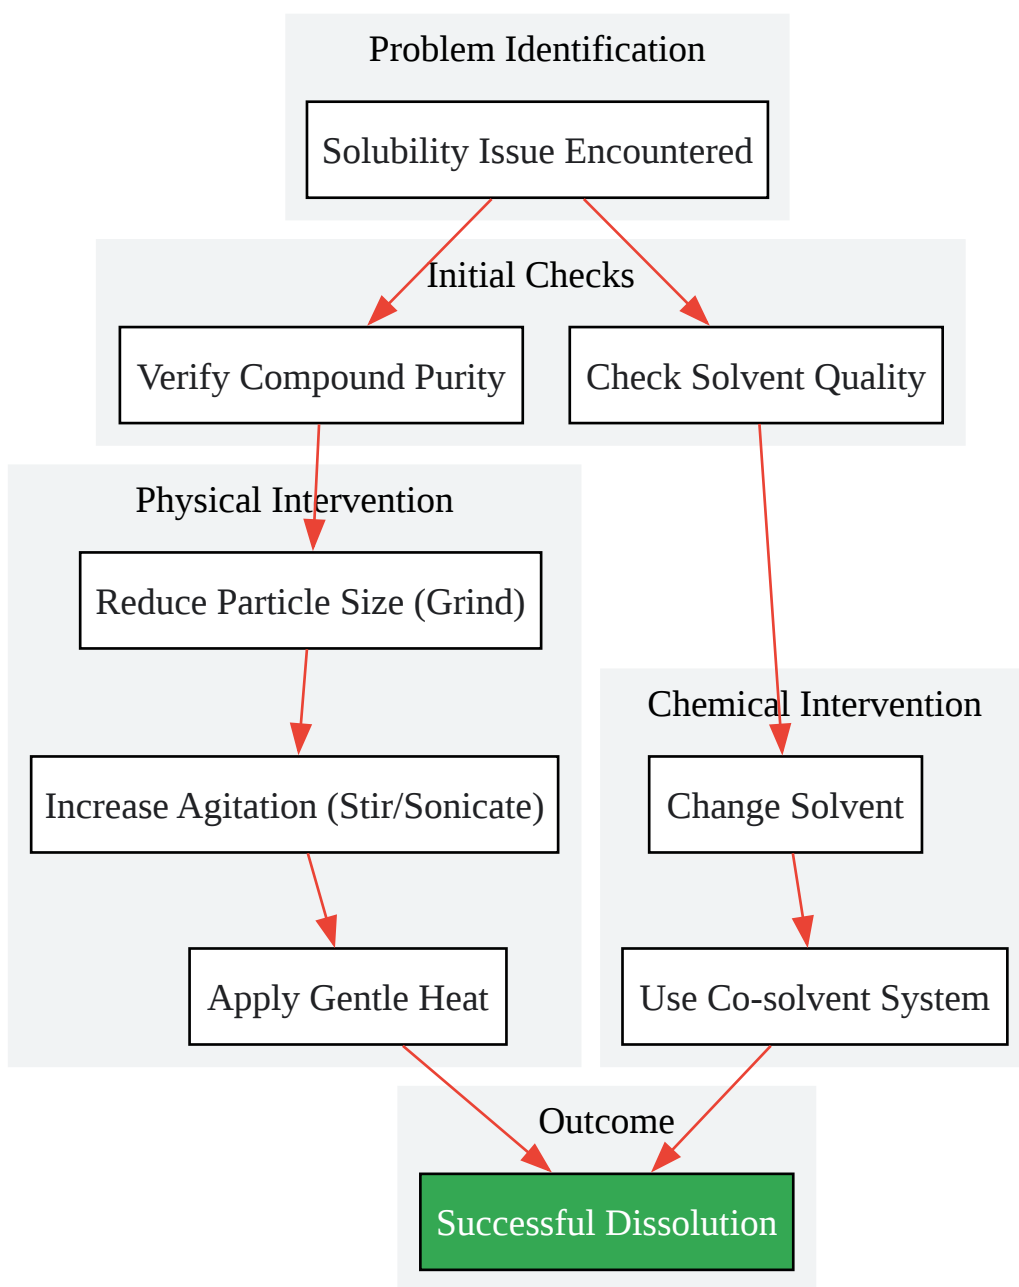 Problem Identification
Solubility Issue Encountered
Initial Checks
Verify Compound Purity
Check Solvent Quality
Physical Intervention
Reduce Particle Size (Grind)
Increase Agitation (Stir/Sonicate)
Apply Gentle Heat
Chemical Intervention
Change Solvent
Use Co-solvent System
Outcome
Successful Dissolution